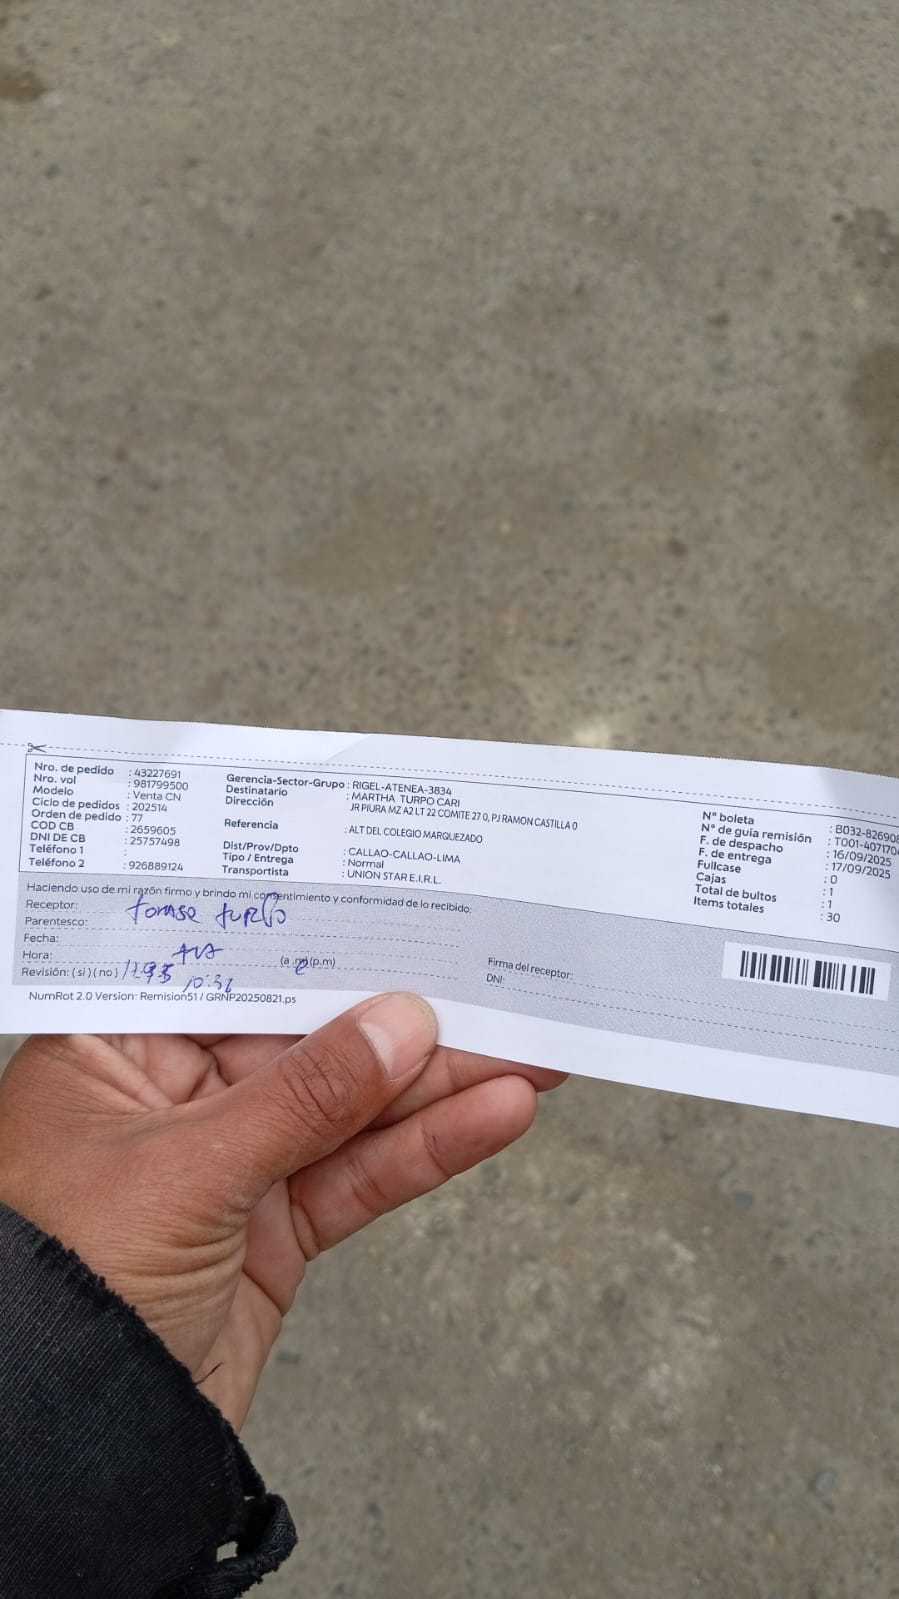 Nro. de pedido : 43227691
Nro. vol : 981799500
Modelo : Venta CN
Ciclo de pedidos : 202514
Orden de pedido : 77
COD CB : 2659605
DNI DE CB : 25757498
Teléfono 1 :
Teléfono 2 : 926889124
Gerencia-Sector-Grupo : RIGEL-ATENEA-3834
Destinatario : MARTHA TURPO CARI
Dirección JR PIURA MZ A2 LT 22 COMITE 27 0, PJ RAMON CASTILLA 0
Referencia : ALT DEL COLEGIO MARQUEZADO
Dist/Prov/Dpto : CALLAO-CALLAO-LIMA
Tipo / Entrega : Normal
Transportista : UNION STAR E.I.R.L.
Nº boleta : B032-826908
Nº de guía remisión : T001-407170
F. de despacho : 16/09/2025
F. de entrega : 17/09/2025
Fullcase : 0
Cajas : 1
Total de bultos : 1
Items totales : 30
Haciendo uso de mi razón firmo y brindo mi consentimiento y conformidad de lo recibido:
Receptor:
Parentesco:
Fecha:
Hora: (a .m) (p.m)
Revisión: ( si ) ( no )
Firma del receptor:
DNI:
NumRot 2.0 Version: Remision51 / GRNP20250821.ps